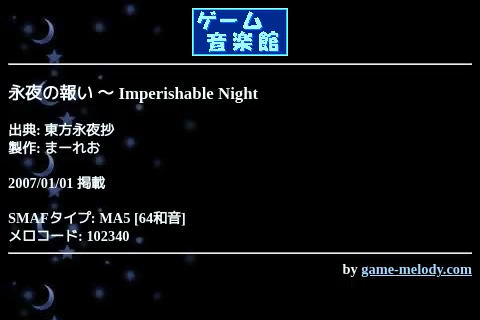 ゲーム
音楽館
永夜の報い 〜 Imperishable Night
出典: 東方永夜抄
製作: まーれお
2007/01/01 掲載
SMAFタイプ: MA5 [64和音]
メロコード: 102340
by game-melody.com